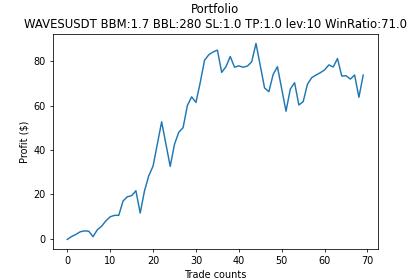 Portfolio
WAVESUSDT BBM:1.7 BBL:280 SL:1.0 TP:1.0 lev:10 WinRatio:71.0
Profit ($)
80
60
40
20
0
0 10 20 30 40 50 60 70
Trade counts